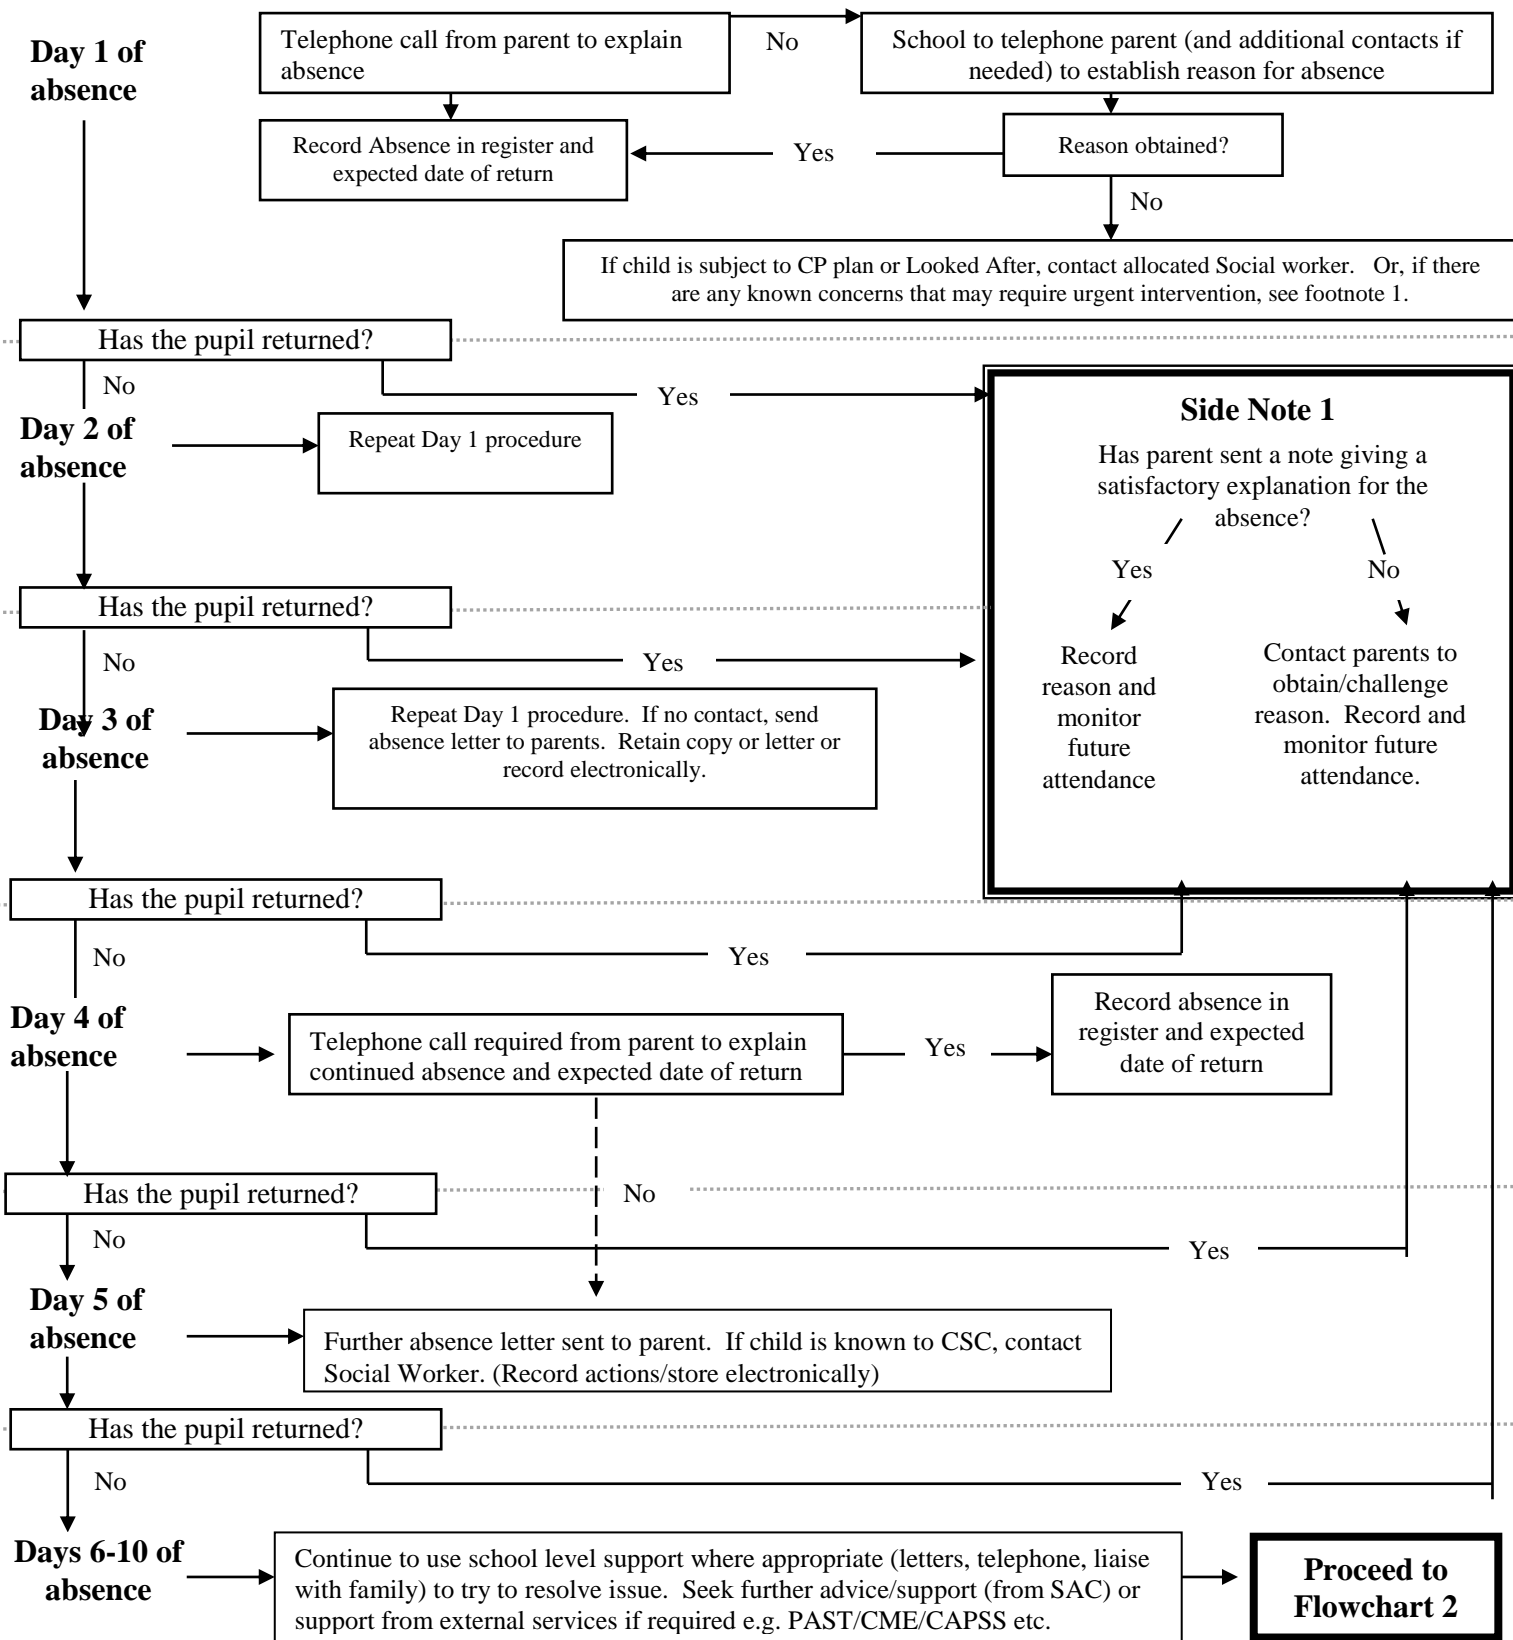 Day 1 of
absence
Telephone call from parent to explain
absence
No
School to telephone parent (and additional contacts if
needed) to establish reason for absence
Record Absence in register and
expected date of return
Yes
Reason obtained?
No
If child is subject to CP plan or Looked After, contact allocated Social worker. Or, if there
are any known concerns that may require urgent intervention, see footnote 1.
Has the pupil returned?
No
Yes
Day 2 of
absence
Repeat Day 1 procedure
Side Note 1
Has parent sent a note giving a
satisfactory explanation for the
absence?
Yes
No
Record
reason and
monitor
future
attendance
Contact parents to
obtain/challenge
reason. Record and
monitor future
attendance.
Has the pupil returned?
No
Yes
Day 3 of
absence
Repeat Day 1 procedure. If no contact, send
absence letter to parents. Retain copy or letter or
record electronically.
Has the pupil returned?
No
Yes
Day 4 of
absence
Telephone call required from parent to explain
continued absence and expected date of return
Yes
Record absence in
register and expected
date of return
Has the pupil returned?
No
No
Yes
Day 5 of
absence
Further absence letter sent to parent. If child is known to CSC, contact
Social Worker. (Record actions/store electronically)
Has the pupil returned?
No
Yes
Days 6-10 of
absence
Continue to use school level support where appropriate (letters, telephone, liaise
with family) to try to resolve issue. Seek further advice/support (from SAC) or
support from external services if required e.g. PAST/CME/CAPSS etc.
Proceed to
Flowchart 2